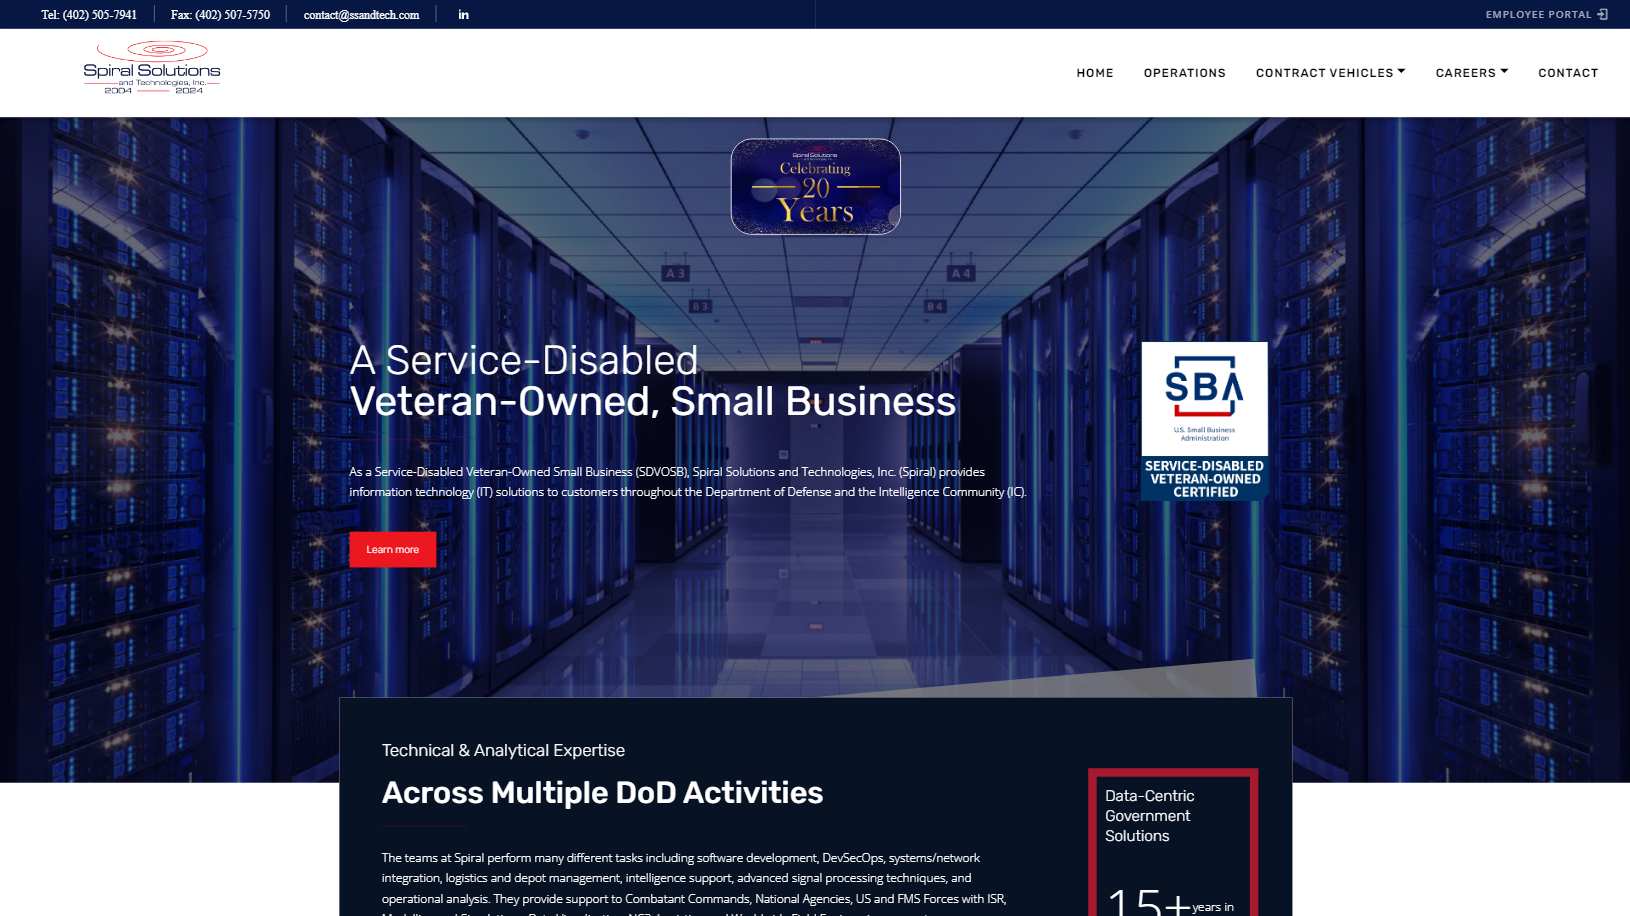 Tel: (402) 505-7941
Fax: (402) 507-5750
contact@ssandtech.com
in
EMPLOYEE PORTAL
Spiral Solutions
and Technologies, Inc.
2004 2024
HOME
OPERATIONS
CONTRACT VEHICLES
CAREERS
CONTACT
Spiral Solutions
Celebrating
20
Years
A3
A4
B3
B4
A Service-Disabled
Veteran-Owned, Small Business
As a Service-Disabled Veteran-Owned Small Business (SDVOSB), Spiral Solutions and Technologies, Inc. (Spiral) provides
information technology (IT) solutions to customers throughout the Department of Defense and the Intelligence Community (IC).
Learn more
SBA
U.S. Small Business
Administration
SERVICE-DISABLED
VETERAN-OWNED
CERTIFIED
Technical & Analytical Expertise
Across Multiple DoD Activities
The teams at Spiral perform many different tasks including software development, DevSecOps, systems/network
integration, logistics and depot management, intelligence support, advanced signal processing techniques, and
operational analysis. They provide support to Combatant Commands, National Agencies, US and FMS Forces with ISR,
Data-Centric
Government
Solutions
15+ years in